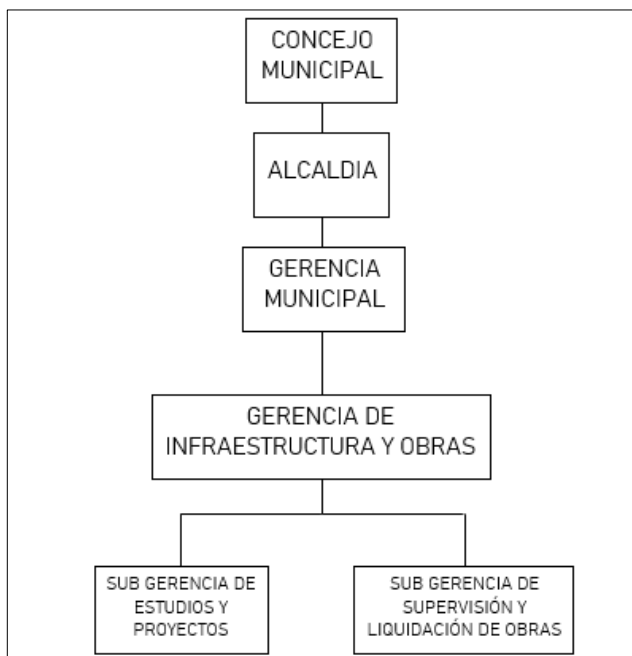 CONCEJO
MUNICIPAL
ALCALDIA
GERENCIA
MUNICIPAL
GERENCIA DE
INFRAESTRUCTURA Y OBRAS
SUB GERENCIA DE
ESTUDIOS Y
PROYECTOS
SUB GERENCIA DE
SUPERVISIÓN Y
LIQUIDACIÓN DE OBRAS